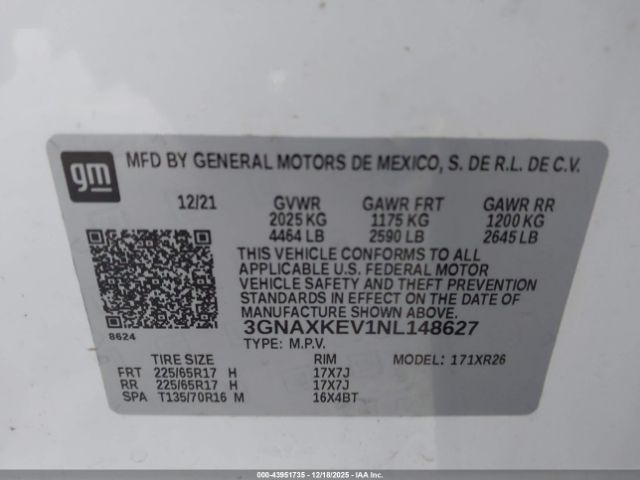 gm
MFD BY GENERAL MOTORS DE MEXICO, S. DE R.L. DE C.V.
12/21 GVWR GAWR FRT GAWR RR
2025 KG 1175 KG 1200 KG
4464 LB 2590 LB 2645 LB
THIS VEHICLE CONFORMS TO ALL
APPLICABLE U.S. FEDERAL MOTOR
VEHICLE SAFETY AND THEFT PREVENTION
STANDARDS IN EFFECT ON THE DATE OF
MANUFACTURE SHOWN ABOVE.
8624
3GNAXKEV1NL148627
TYPE: M.P.V.
TIRE SIZE RIM MODEL: 171XR26
FRT 225/65R17 H 17X7J
RR 225/65R17 H 17X7J
SPA T135/70R16 M 16X4BT
000-43951735 - 12/18/2025 - IAA, Inc.